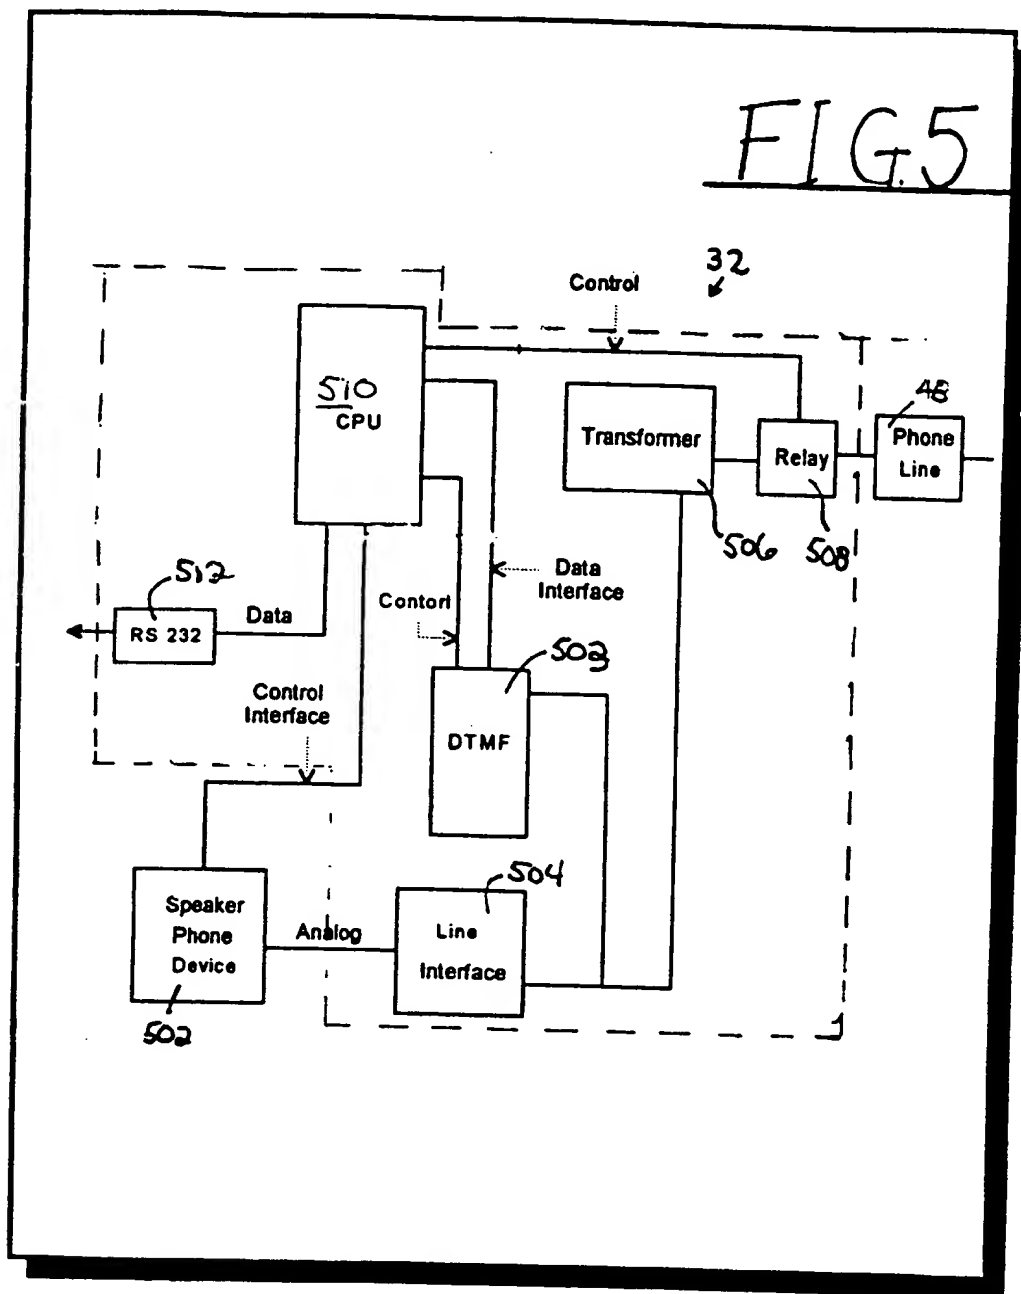 FIG.5
32
Control
510
CPU
Transformer
Relay
48
Phone
Line
506
508
512
RS 232
Data
Contorl
Data
Interface
503
DTMF
Control
Interface
504
Line
Interface
Analog
Speaker
Phone
Device
502